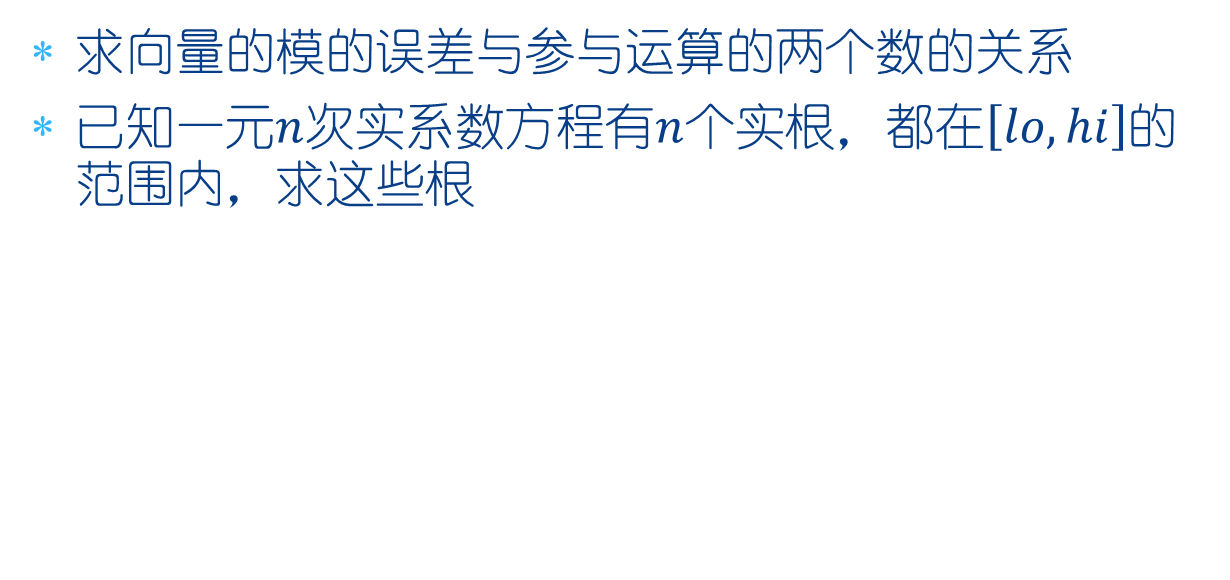 * 求向量的模的误差与参与运算的两个数的关系
* 已知一元n次实系数方程有n个实根，都在[lo, hi]的
范围内，求这些根